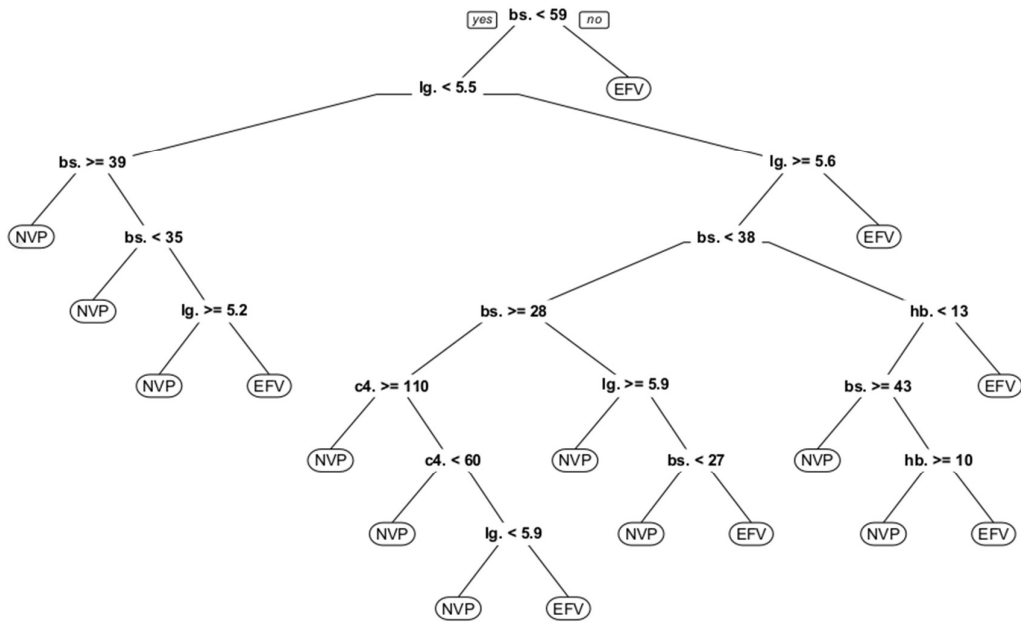 yes bs. < 59 no
lg. < 5.5 EFV
bs. >= 39 lg. >= 5.6
NVP bs. < 35 bs. < 38 EFV
NVP lg. >= 5.2 bs. >= 28 hb. < 13
NVP EFV c4. >= 110 lg. >= 5.9 bs. >= 43 EFV
NVP c4. < 60 NVP bs. < 27 NVP hb. >= 10
NVP lg. < 5.9 NVP EFV NVP EFV
NVP EFV